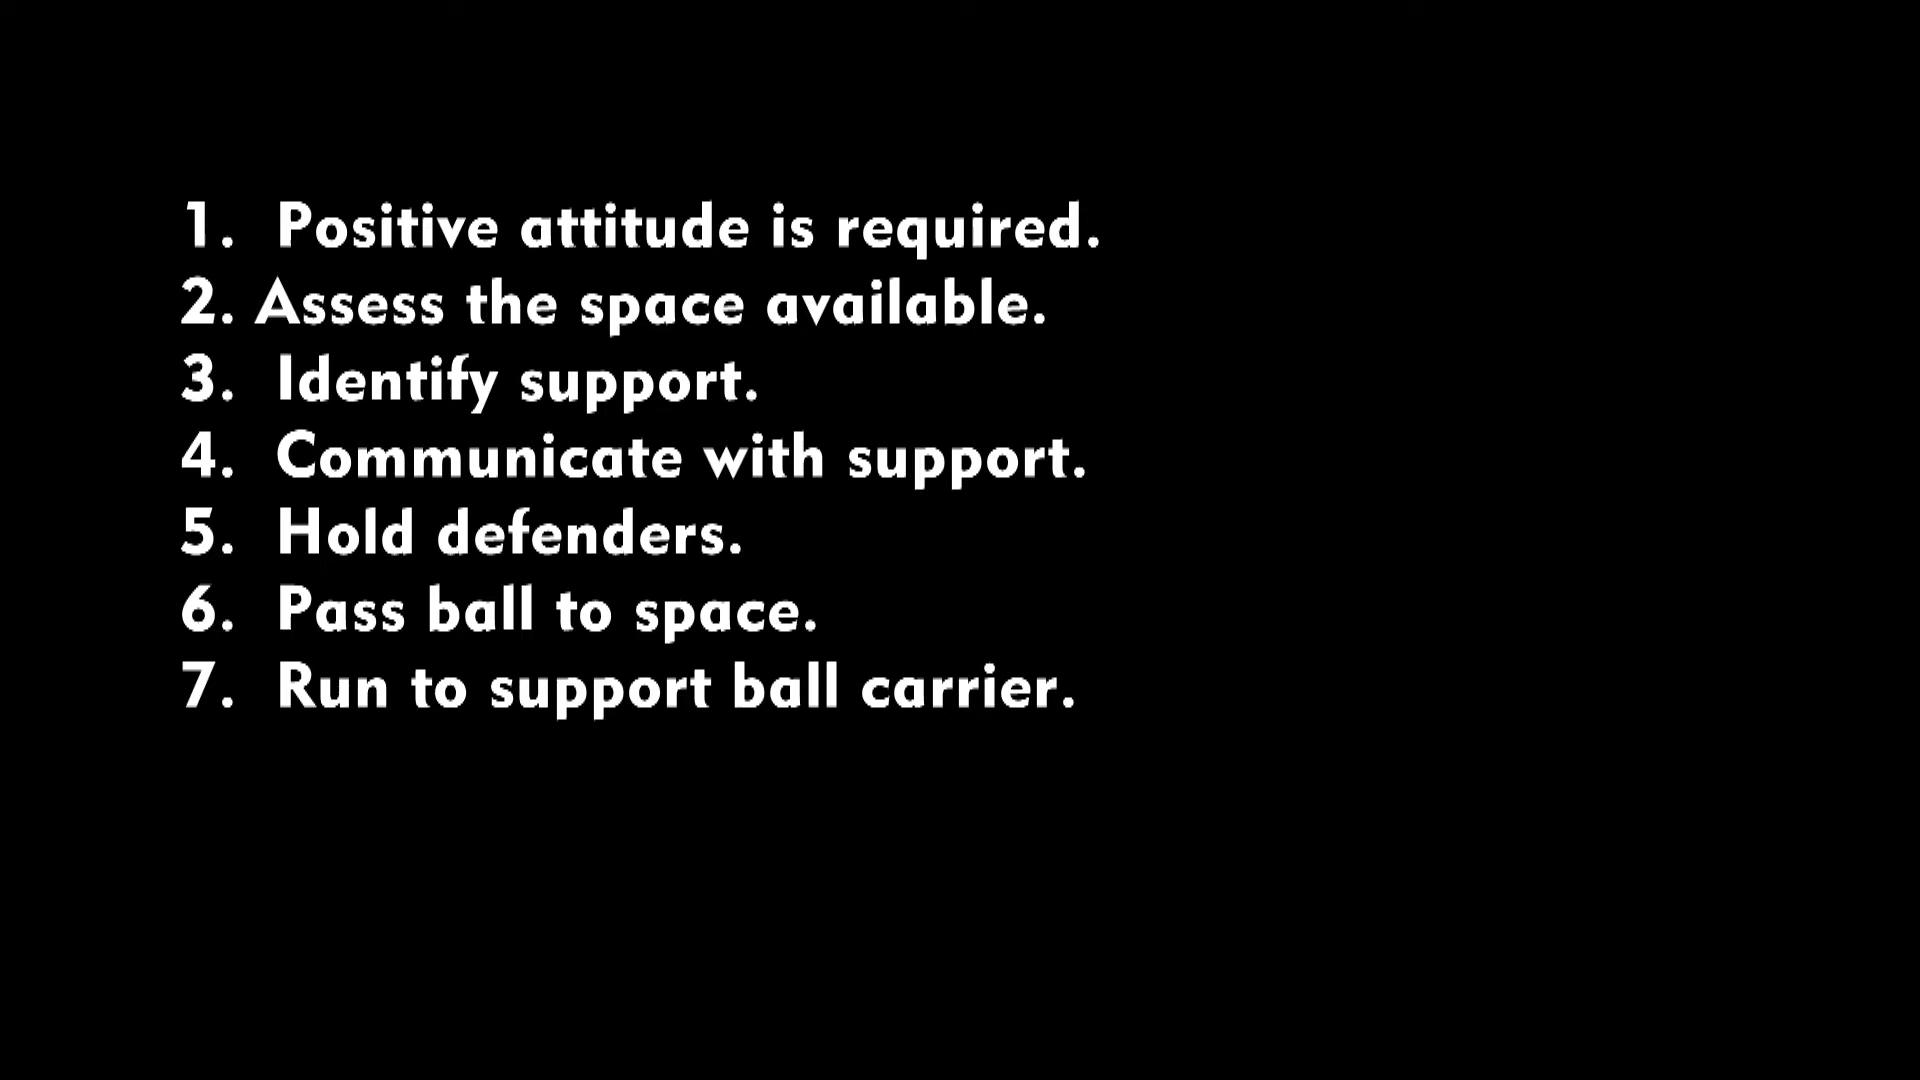 1. Positive attitude is required.
2. Assess the space available.
3. Identify support.
4. Communicate with support.
5. Hold defenders.
6. Pass ball to space.
7. Run to support ball carrier.